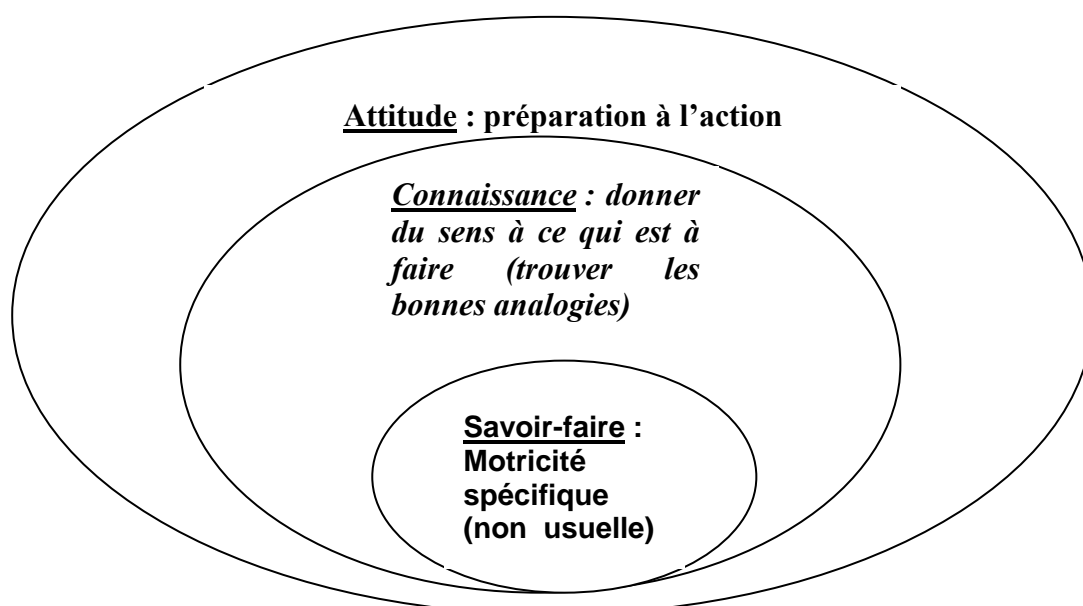 Attitude : préparation à l’action
Connaissance : donner
du sens à ce qui est à
faire (trouver les
bonnes analogies)
Savoir-faire :
Motricité
spécifique
(non usuelle)